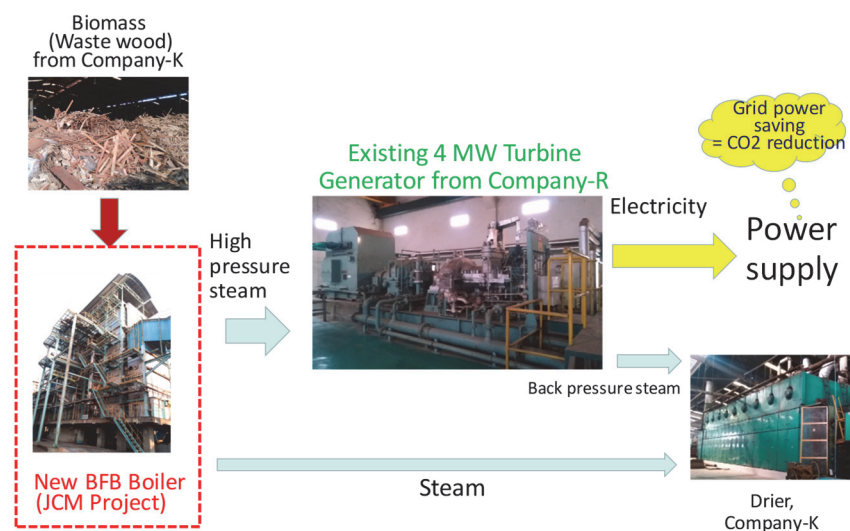 Biomass
(Waste wood)
from Company-K
Grid power
saving
= CO2 reduction
Existing 4 MW Turbine
Generator from Company-R
Electricity
Power
supply
High
pressure
steam
Back pressure steam
New BFB Boiler
(JCM Project)
Steam
Drier,
Company-K